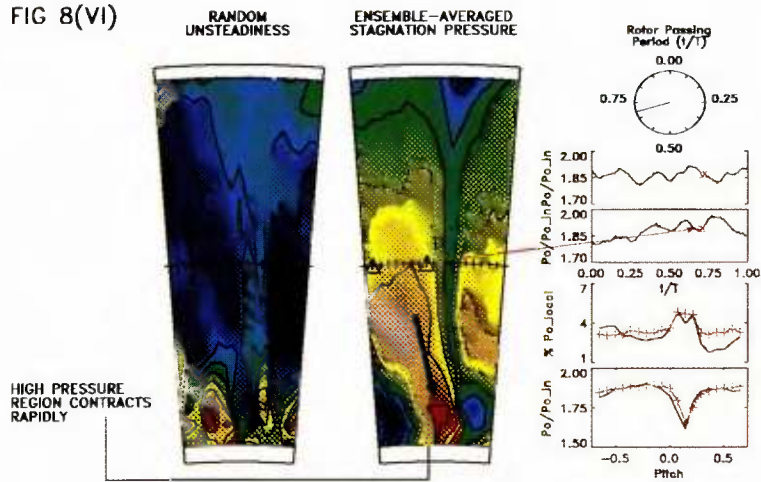 FIG 8(VI)
RANDOM
UNSTEADINESS
ENSEMBLE-AVERAGED
STAGNATION PRESSURE
Rotor Passing
Period (t/T)
0.00
0.75
0.25
0.50
2.00
1.85
1.70
Po/Po_in
2.00
1.85
1.70
Po/Po_in
0.00
0.25
0.50
0.75
1.00
t/T
7
4
1
% Po_local
2.00
1.75
1.50
Po/Po_in
-0.5
0.0
0.5
Pitch
HIGH PRESSURE
REGION CONTRACTS
RAPIDLY